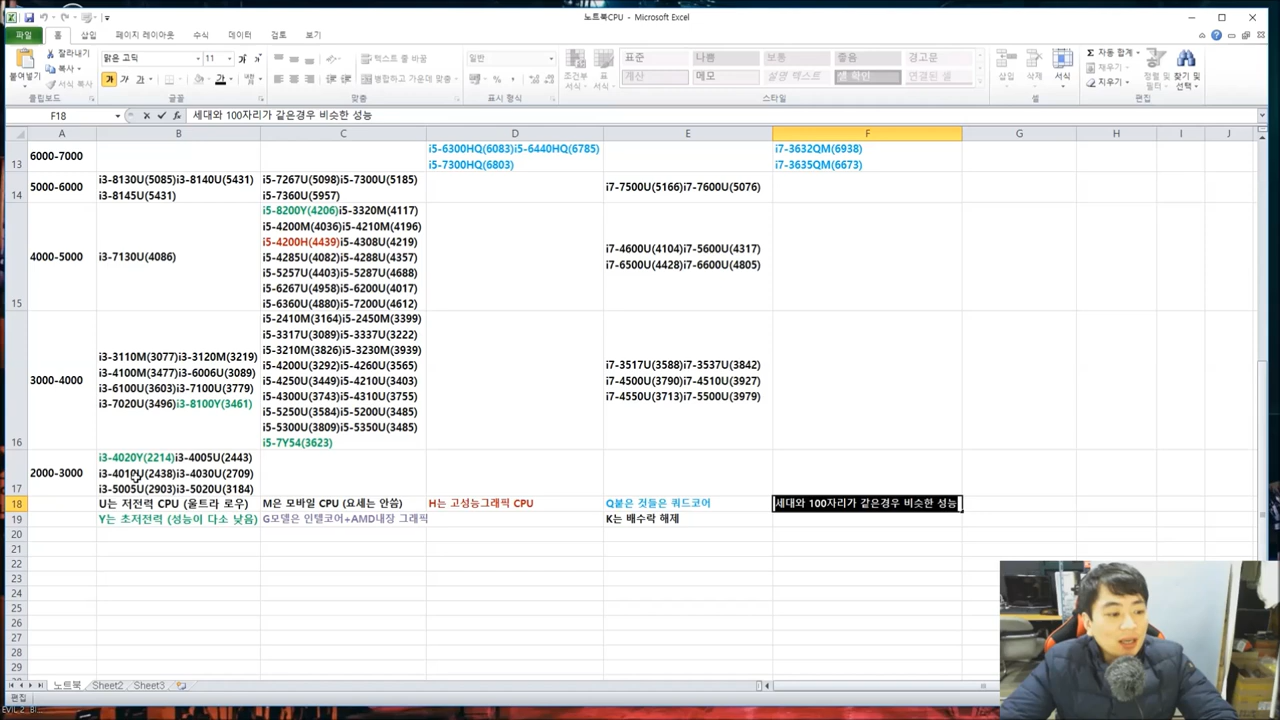 노트북CPU - Microsoft Excel
파일 홈 삽입 페이지 레이아웃 수식 데이터 검토 보기
잘라내기
복사
서식 복사
붙여넣기
클립보드
맑은 고딕 11
가 가 가
글꼴
텍스트 줄 바꿈
병합하고 가운데 맞춤
맞춤
일반
표시 형식
조건부 서식
표 서식
표준 나쁨 보통 좋음 경고문
계산 메모 설명 텍스트 셀 확인 연결된 셀
스타일
삽입 삭제 서식
셀
자동 합계
채우기
지우기
정렬 및 필터
찾기 및 선택
편집
F18 세대와 100자리가 같은경우 비슷한 성능
A B C D E F G H I J
13 6000-7000
i5-6300HQ(6083)i5-6440HQ(6785)
i5-7300HQ(6803)
i7-3632QM(6938)
i7-3635QM(6673)
14 5000-6000
i3-8130U(5085)i3-8140U(5431)
i3-8145U(5431)
i5-7267U(5098)i5-7300U(5185)
i5-7360U(5957)
i7-7500U(5166)i7-7600U(5076)
15 4000-5000
i3-7130U(4086)
i5-8200Y(4206)i5-3320M(4117)
i5-4200M(4036)i5-4210M(4196)
i5-4200H(4439)i5-4308U(4219)
i5-4285U(4082)i5-4288U(4357)
i5-5257U(4403)i5-5287U(4688)
i5-6267U(4958)i5-6200U(4017)
i5-6360U(4880)i5-7200U(4612)
i7-4600U(4104)i7-5600U(4317)
i7-6500U(4428)i7-6600U(4805)
16 3000-4000
i3-3110M(3077)i3-3120M(3219)
i3-4100M(3477)i3-6006U(3089)
i3-6100U(3603)i3-7100U(3779)
i3-7020U(3496)i3-8100Y(3461)
i5-2410M(3164)i5-2450M(3399)
i5-3317U(3089)i5-3337U(3222)
i5-3210M(3826)i5-3230M(3939)
i5-4200U(3292)i5-4260U(3565)
i5-4250U(3449)i5-4210U(3403)
i5-4300U(3743)i5-4310U(3755)
i5-5250U(3584)i5-5200U(3485)
i5-5300U(3809)i5-5350U(3485)
i5-7Y54(3623)
i7-3517U(3588)i7-3537U(3842)
i7-4500U(3790)i7-4510U(3927)
i7-4550U(3713)i7-5500U(3979)
17 2000-3000
i3-4020Y(2214)i3-4005U(2443)
i3-4010U(2438)i3-4030U(2709)
i3-5005U(2903)i3-5020U(3184)
18 U는 저전력 CPU (울트라 로우) M은 모바일 CPU (요세는 안씀) H는 고성능그래픽 CPU Q붙은 것들은 쿼드코어 세대와 100자리가 같은경우 비슷한 성능
19 Y는 초저전력 (성능이 다소 낮음) G모델은 인텔코어+AMD내장 그래픽 K는 배수락 해제
20
21
22
23
24
25
26
27
28
29
노트북 Sheet2 Sheet3
편집